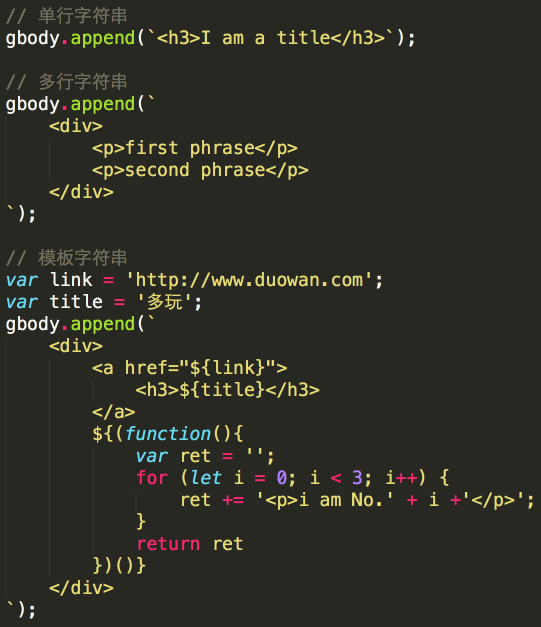 // 单行字符串
gbody.append(`<h3>I am a title</h3>`);

// 多行字符串
gbody.append(`
    <div>
        <p>first phrase</p>
        <p>second phrase</p>
    </div>
`);

// 模板字符串
var link = 'http://www.duowan.com';
var title = '多玩';
gbody.append(`
    <div>
        <a href="${link}">
            <h3>${title}</h3>
        </a>
        ${(function(){
            var ret = '';
            for (let i = 0; i < 3; i++) {
                ret += '<p>i am No.' + i +'</p>';
            }
            return ret
        })()}
    </div>
`);